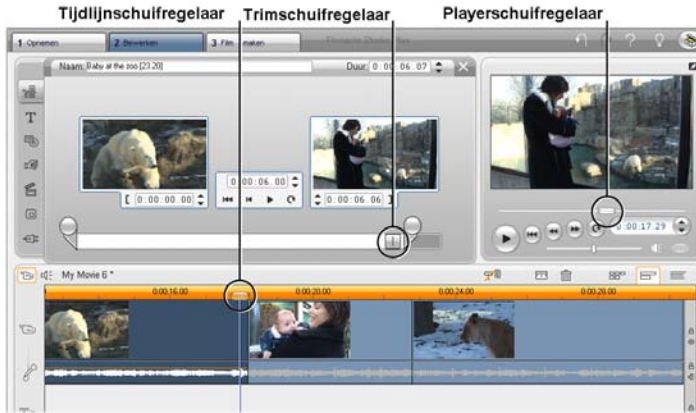 Tijdlijnschuifregelaar Trimschuifregelaar Playerschuifregelaar
1 Opnemen 2 Bewerken 3 Film maken
Naam: Baby at the zoo [23.20] Duur: 0:00:06.07
T
0:00:06.00
[ 0:00:00.00 0:00:06.06 ]
0:00:17.29
My Movie 6 *
0:00:16.00 0:00:20.00 0:00:24.00 0:00:28.00